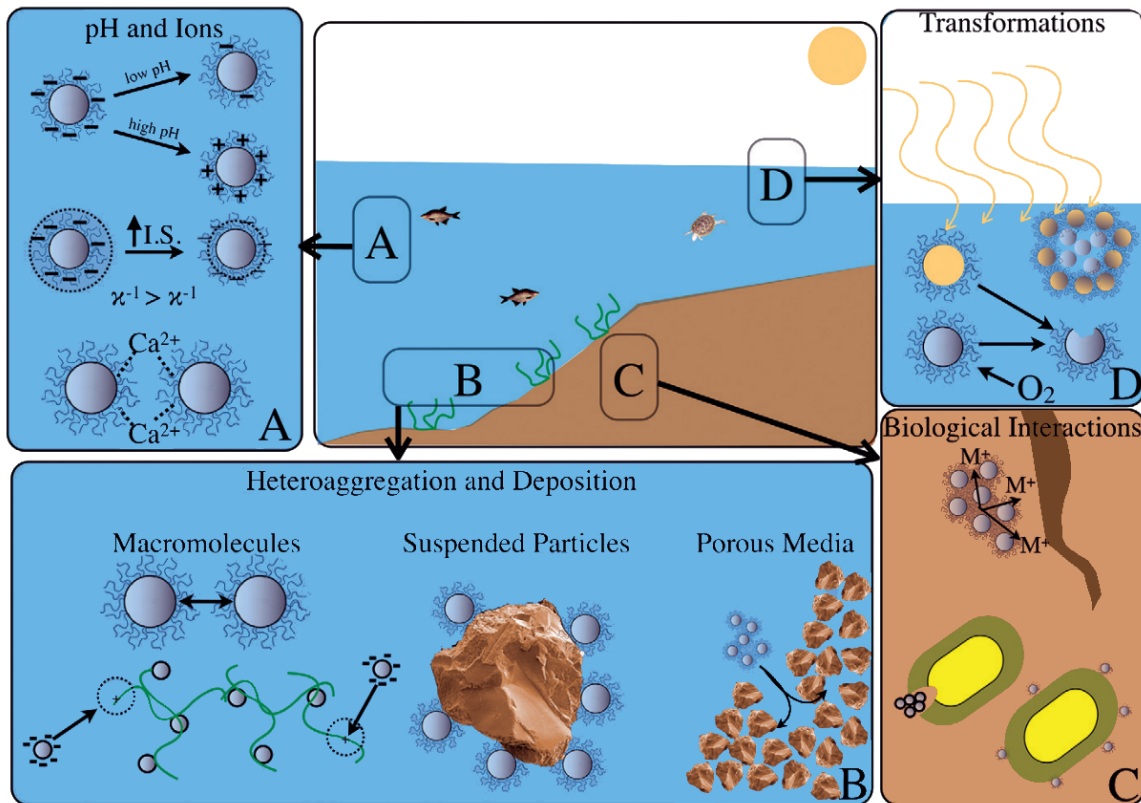 pH and Ions
low pH
high pH
I.S.
ϰ⁻¹ > ϰ⁻¹
Ca²⁺
Ca²⁺
A
A
B
C
D
Transformations
O₂
D
Heteroaggregation and Deposition
Macromolecules
Suspended Particles
Porous Media
B
Biological Interactions
M⁺
M⁺
M⁺
C